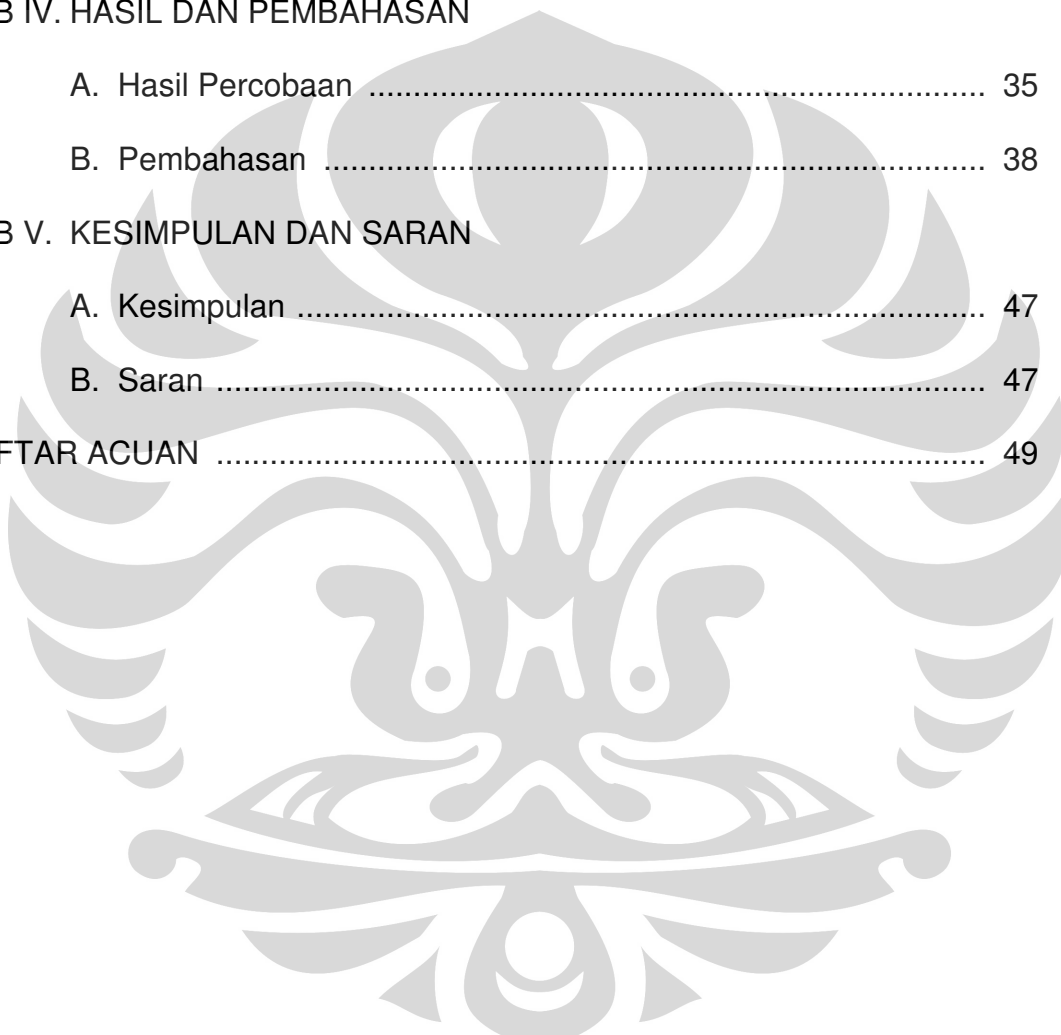 B IV. HASIL DAN PEMBAHASAN
A. Hasil Percobaan ...................................................................... 35
B. Pembahasan ........................................................................... 38
B V. KESIMPULAN DAN SARAN
A. Kesimpulan .............................................................................. 47
B. Saran ....................................................................................... 47
FTAR ACUAN ....................................................................................... 49